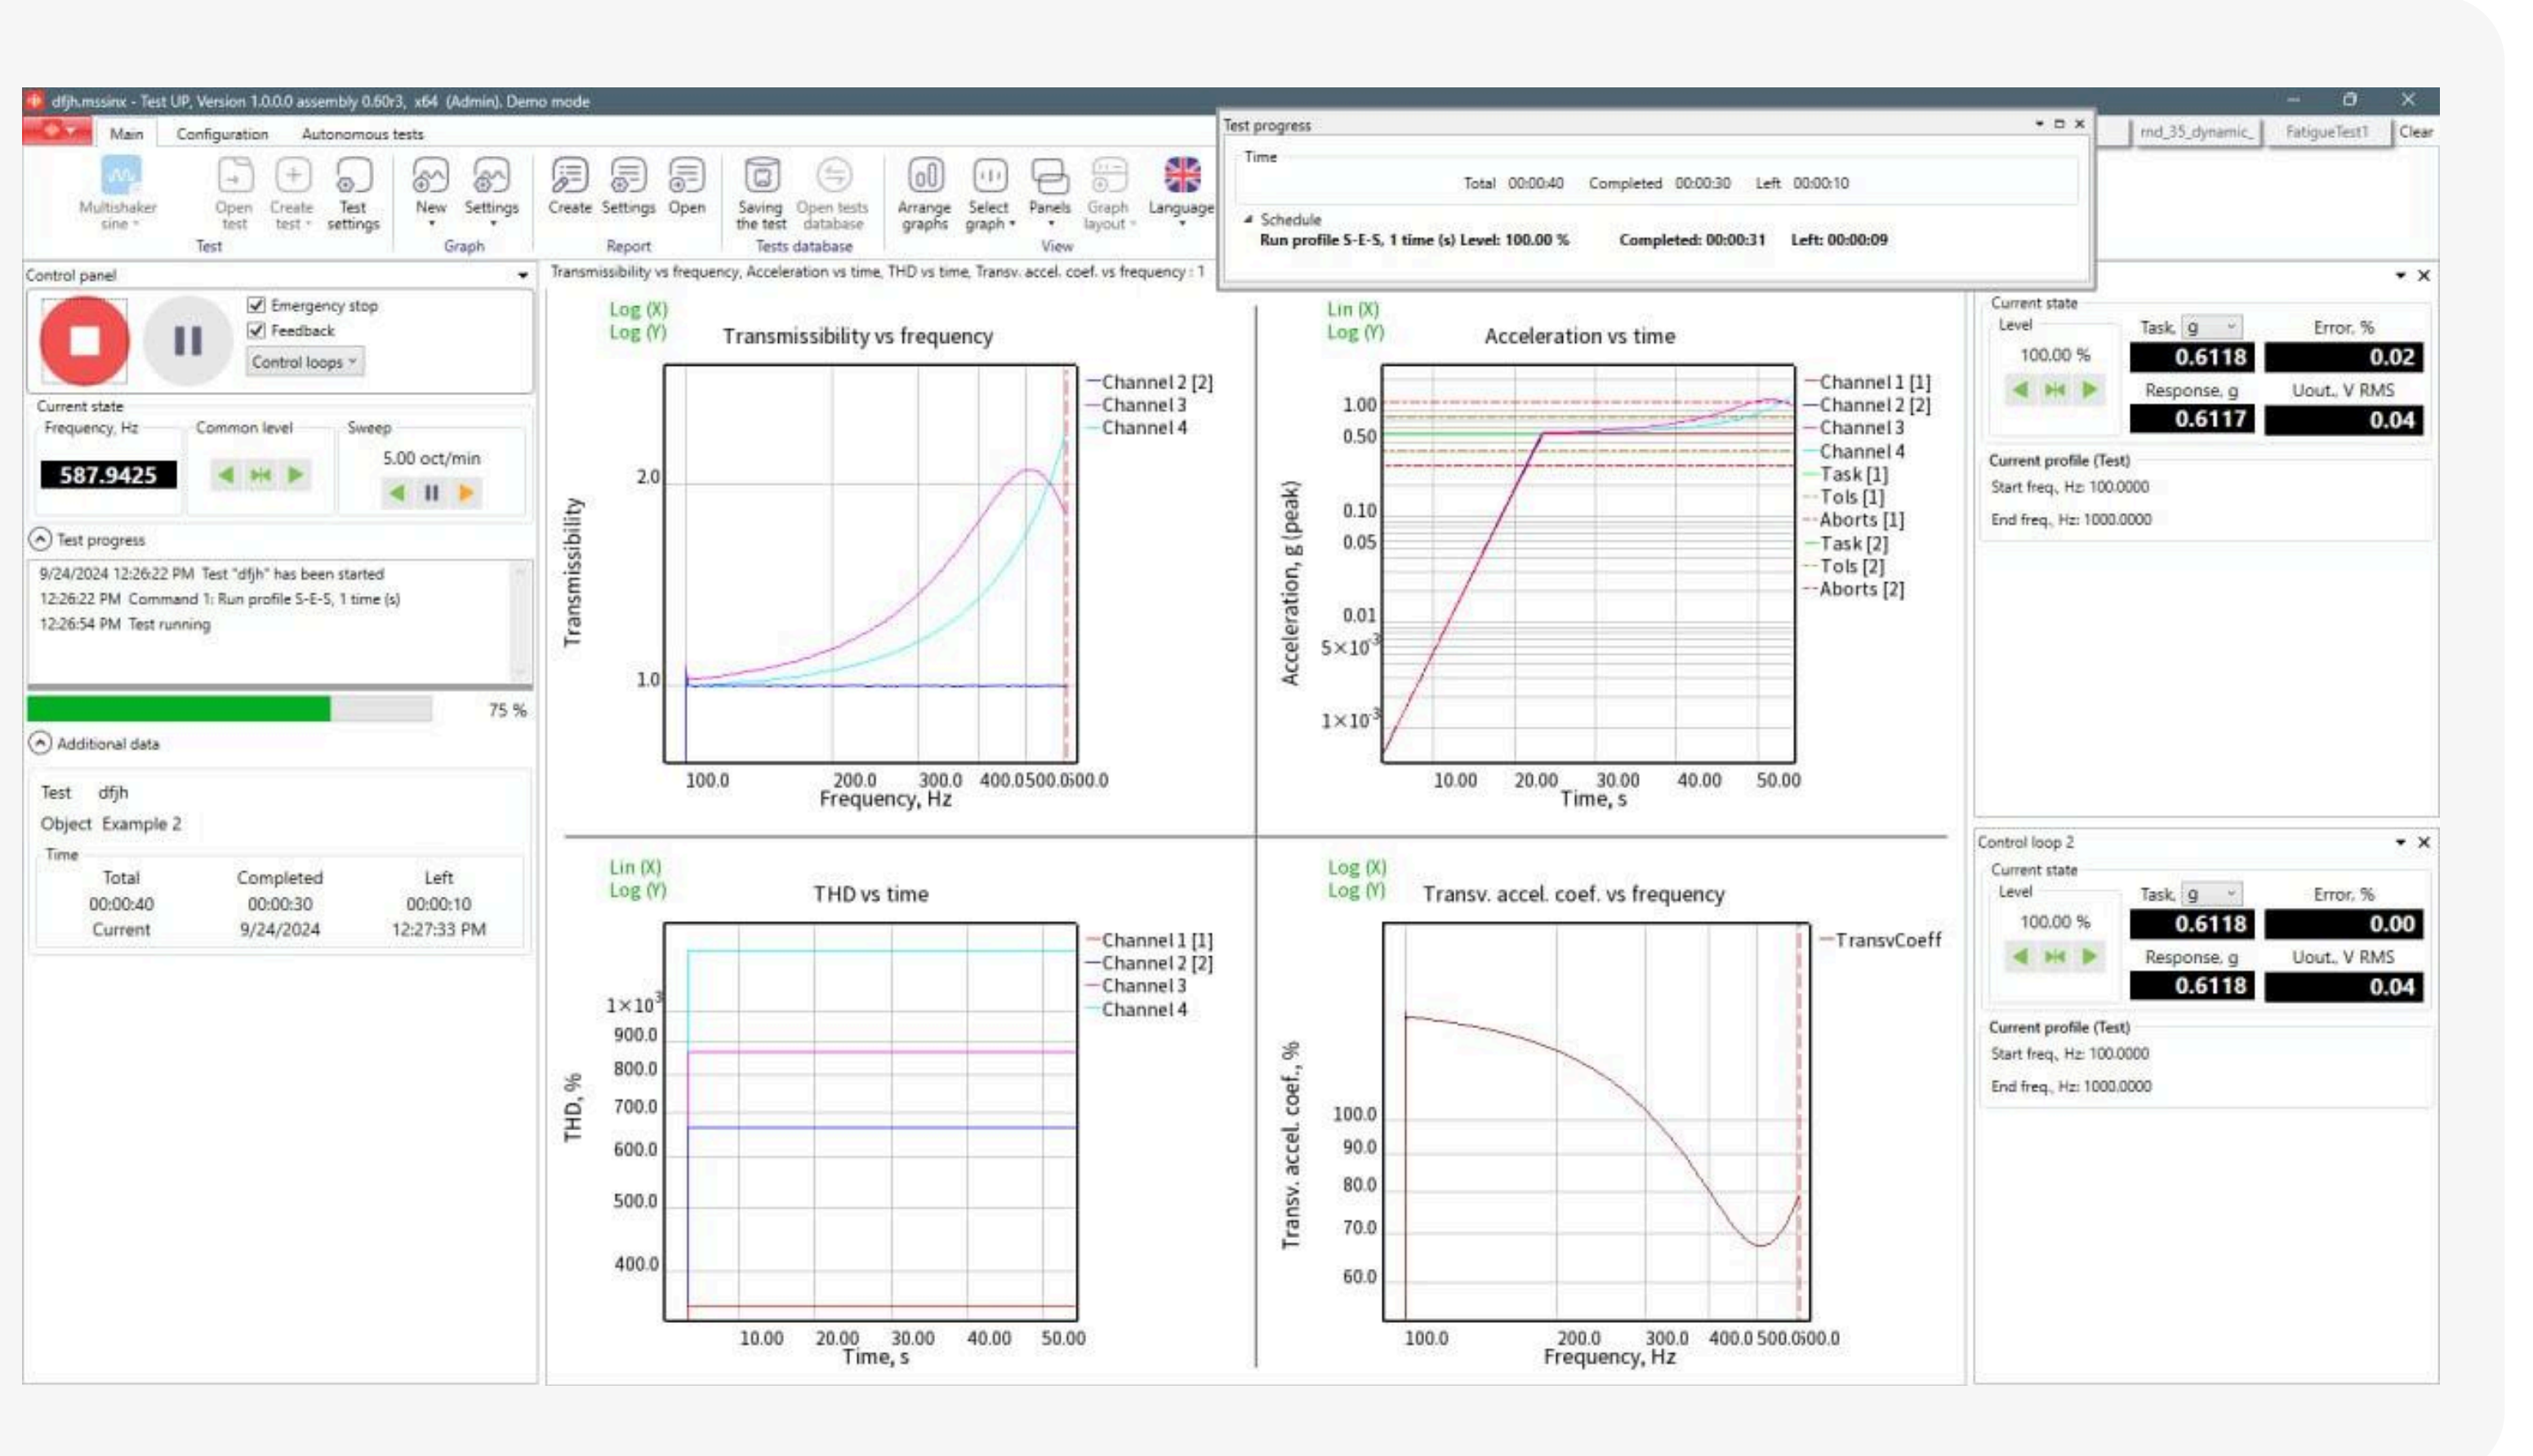 dfjh.mssinx - Test UP, Version 1.0.0.0 assembly 0.60r3, x64 (Admin). Demo mode
Main Configuration Autonomous tests
rnd_35_dynamic_ FatigueTest1 Clear
Multishaker sine
Open test
Create test
Test settings
Test
New Settings
Graph
Create Settings Open
Report
Saving the test
Open tests database
Tests database
Arrange graphs
Select graph
Panels
Graph layout
Language
View
Test progress
Time
Total 00:00:40 Completed 00:00:30 Left 00:00:10
Schedule
Run profile S-E-S, 1 time (s) Level: 100.00 % Completed: 00:00:31 Left: 00:00:09
Control panel
Emergency stop
Feedback
Control loops
Current state
Frequency, Hz Common level Sweep
5.00 oct/min
587.9425
Test progress
9/24/2024 12:26:22 PM Test "dfjh" has been started
12:26:22 PM Command 1: Run profile S-E-S, 1 time (s)
12:26:54 PM Test running
75 %
Additional data
Test dfjh
Object Example 2
Time
Total Completed Left
00:00:40 00:00:30 00:00:10
Current 9/24/2024 12:27:33 PM
Transmissibility vs frequency, Acceleration vs time, THD vs time, Transv. accel. coef. vs frequency : 1
Log (X)
Log (Y)
Transmissibility vs frequency
Channel 2 [2]
Channel 3
Channel 4
2.0
1.0
Transmissibility
100.0 200.0 300.0 400.0 500.0 600.0
Frequency, Hz
Lin (X)
Log (Y)
Acceleration vs time
Channel 1 [1]
Channel 2 [2]
Channel 3
Channel 4
Task [1]
Tols [1]
Aborts [1]
Task [2]
Tols [2]
Aborts [2]
1.00
0.50
0.10
0.05
0.01
5×10-3
1×10-3
Acceleration, g (peak)
10.00 20.00 30.00 40.00 50.00
Time, s
Lin (X)
Log (Y)
THD vs time
Channel 1 [1]
Channel 2 [2]
Channel 3
Channel 4
1×103
900.0
800.0
700.0
600.0
500.0
400.0
THD, %
10.00 20.00 30.00 40.00 50.00
Time, s
Log (X)
Log (Y)
Transv. accel. coef. vs frequency
TransvCoeff
100.0
90.0
80.0
70.0
60.0
Transv. accel. coef., %
100.0 200.0 300.0 400.0 500.0 600.0
Frequency, Hz
Current state
Level Task, g Error, %
100.00 % 0.6118 0.02
Response, g Uout., V RMS
0.6117 0.04
Current profile (Test)
Start freq., Hz: 100.0000
End freq., Hz: 1000.0000
Control loop 2
Current state
Level Task, g Error, %
100.00 % 0.6118 0.00
Response, g Uout., V RMS
0.6118 0.04
Current profile (Test)
Start freq., Hz: 100.0000
End freq., Hz: 1000.0000